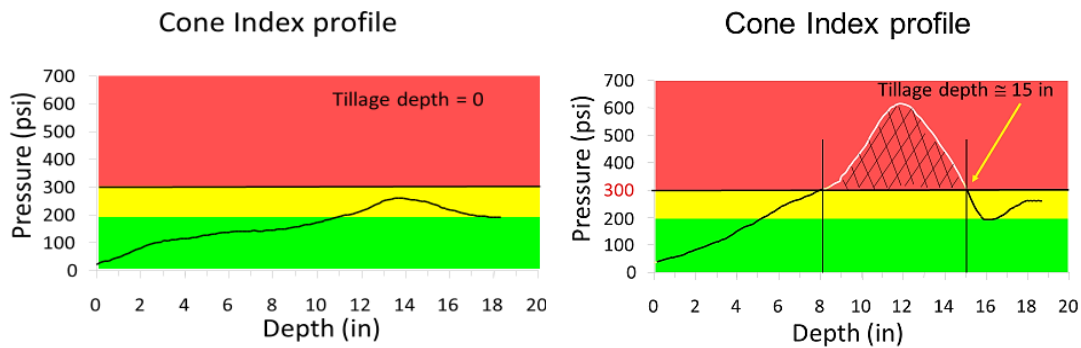 Cone Index profile
Pressure (psi)
700
600
500
400
300
200
100
0
Tillage depth = 0
0 2 4 6 8 10 12 14 16 18 20
Depth (in)
Cone Index profile
Pressure (psi)
700
600
500
400
300
200
100
0
Tillage depth ≅ 15 in
0 2 4 6 8 10 12 14 16 18 20
Depth (in)